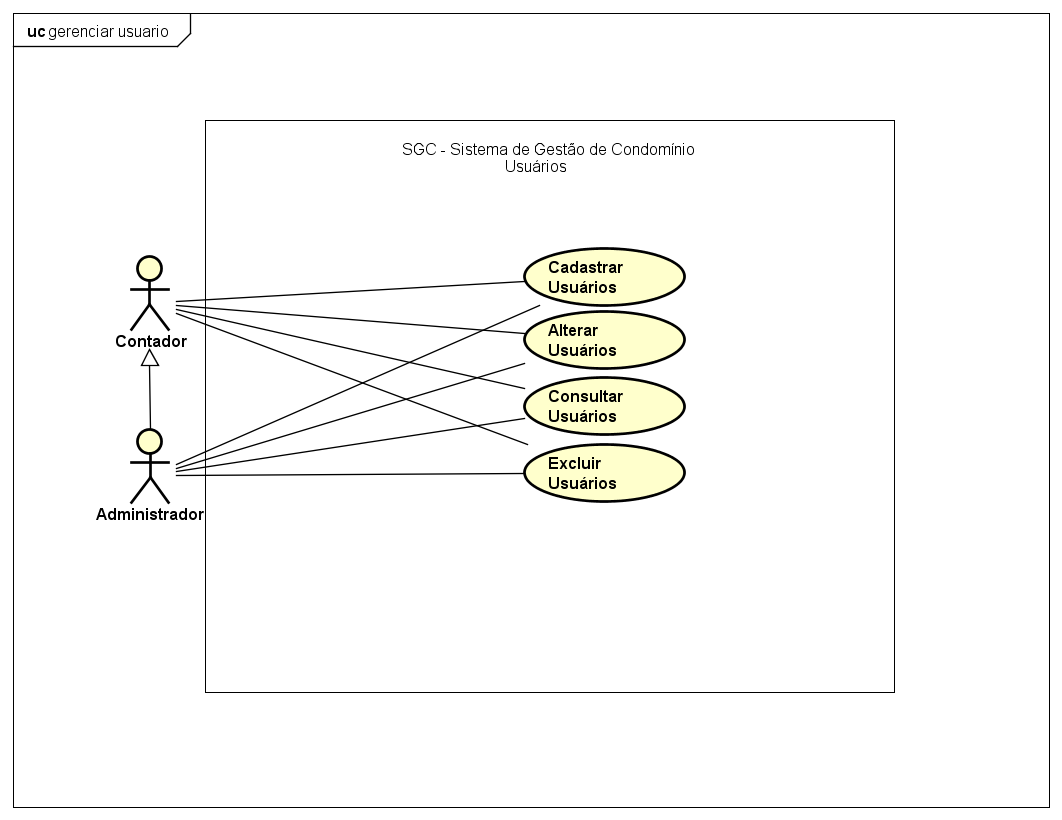 uc gerenciar usuario
SGC - Sistema de Gestão de Condomínio
Usuários
Cadastrar
Usuários
Contador
Alterar
Usuários
Consultar
Usuários
Excluir
Usuários
Administrador